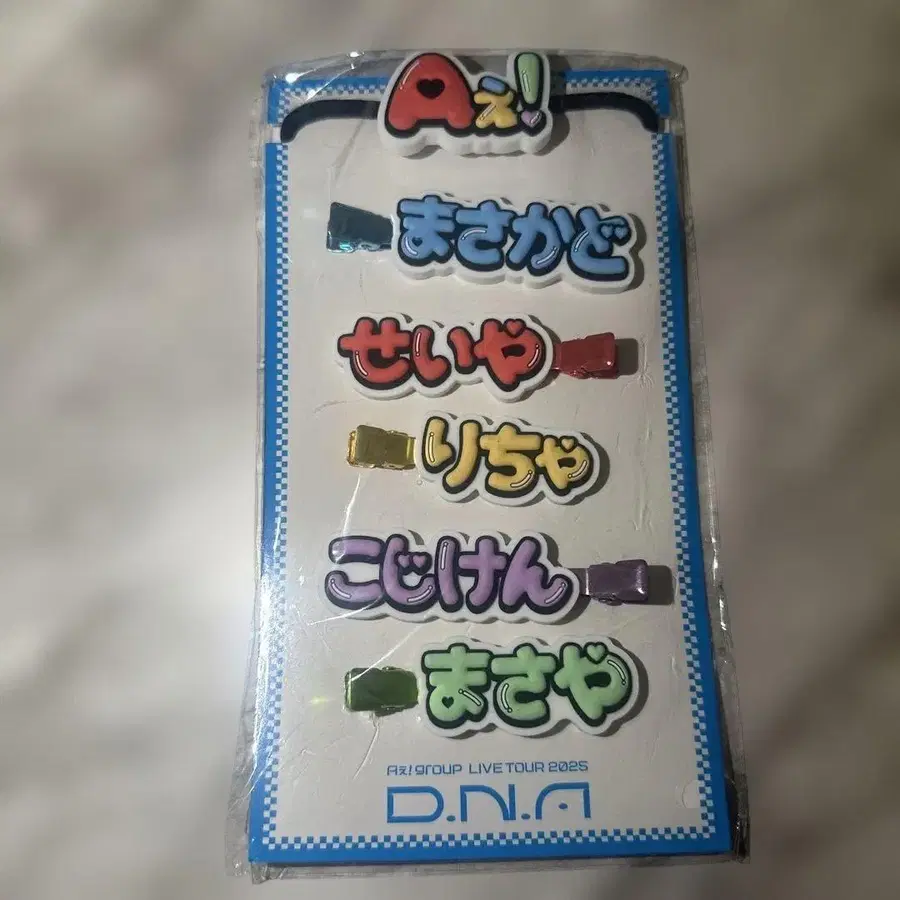 Aぇ!
まさかど
せいや
りちゃ
こじけん
まさや
Aぇ! group LIVE TOUR 2025
D.N.A